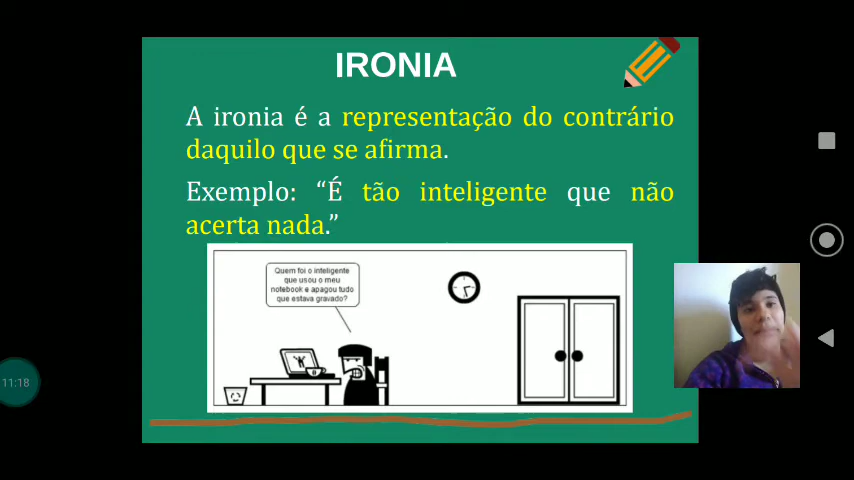 IRONIA
A ironia é a representação do contrário
daquilo que se afirma.
Exemplo: “É tão inteligente que não
acerta nada.”
Quem foi o inteligente
que usou o meu
notebook e apagou tudo
que estava gravado?
11:18